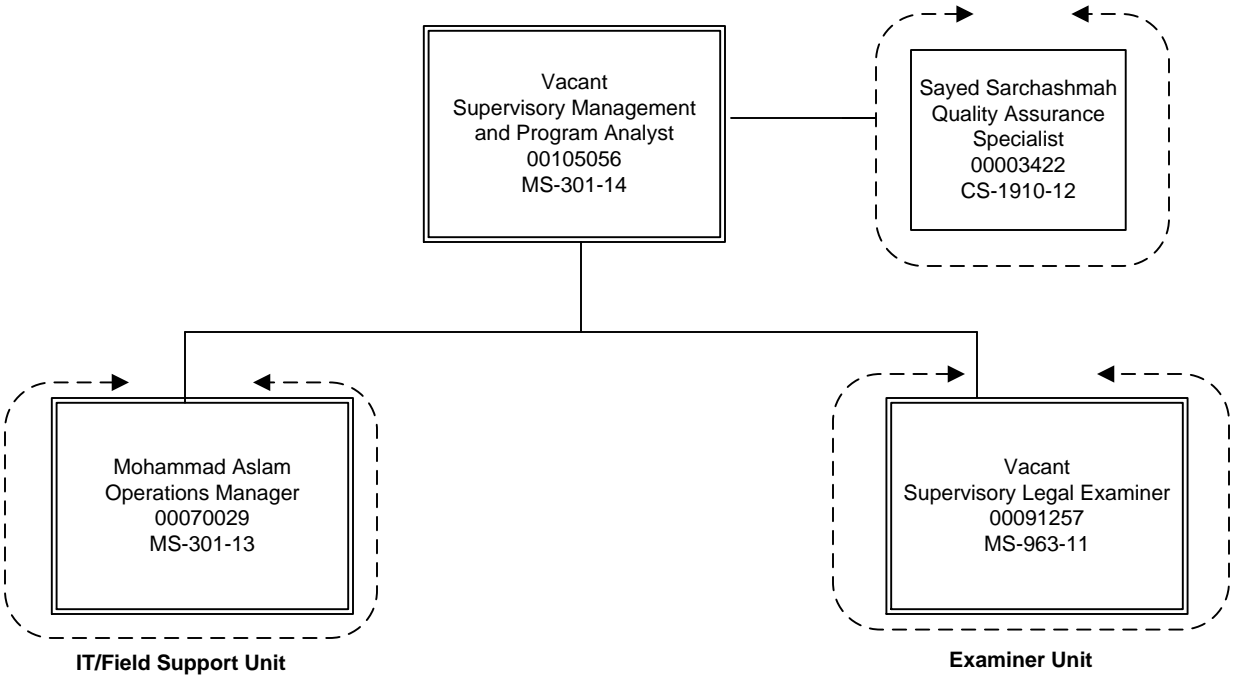 Vacant
Supervisory Management
and Program Analyst
00105056
MS-301-14
Sayed Sarchashmah
Quality Assurance
Specialist
00003422
CS-1910-12
Mohammad Aslam
Operations Manager
00070029
MS-301-13
IT/Field Support Unit
Vacant
Supervisory Legal Examiner
00091257
MS-963-11
Examiner Unit